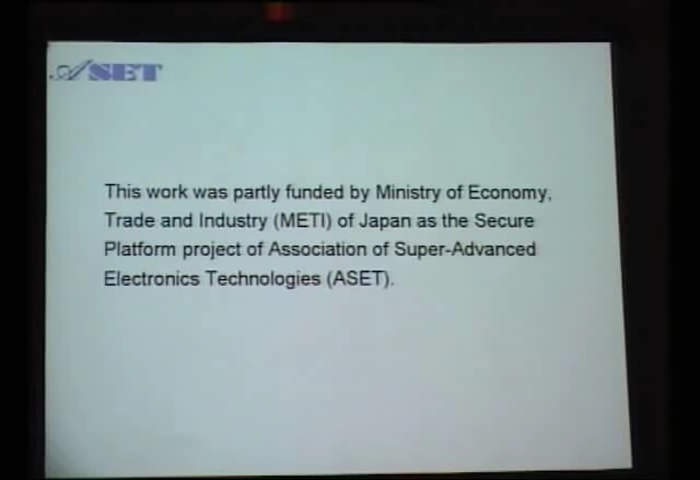 ASET
This work was partly funded by Ministry of Economy,
Trade and Industry (METI) of Japan as the Secure
Platform project of Association of Super-Advanced
Electronics Technologies (ASET).